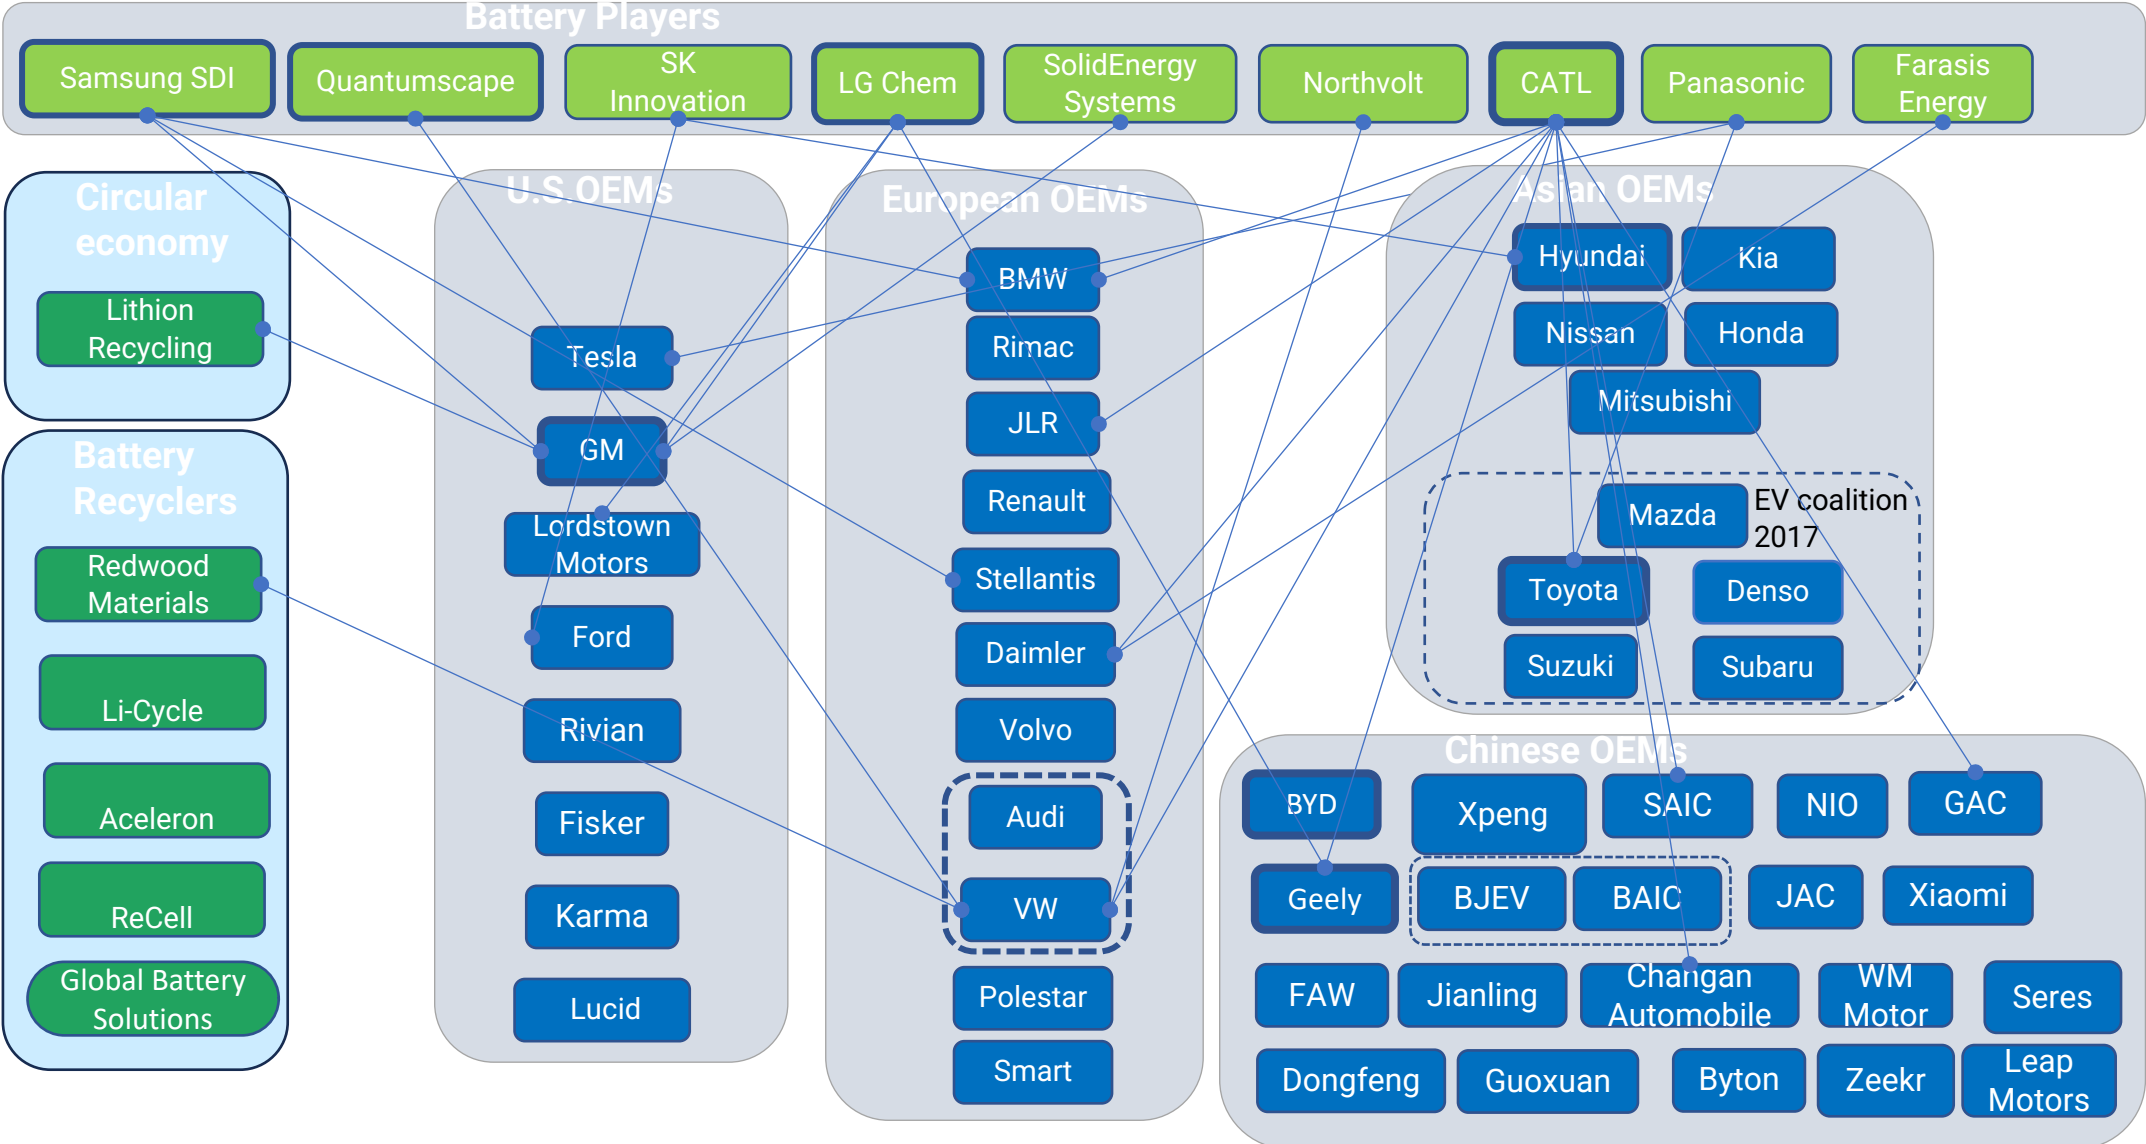 Battery Players
Samsung SDI
Quantumscape
SK
Innovation
LG Chem
SolidEnergy
Systems
Northvolt
CATL
Panasonic
Farasis
Energy
Circular
economy
Lithion
Recycling
Battery
Recyclers
Redwood
Materials
Li-Cycle
Aceleron
ReCell
Global Battery
Solutions
U.S.OEMs
Tesla
GM
Lordstown
Motors
Ford
Rivian
Fisker
Karma
Lucid
European OEMs
BMW
Rimac
JLR
Renault
Stellantis
Daimler
Volvo
Audi
VW
Polestar
Smart
Asian OEMs
Hyundai
Kia
Nissan
Honda
Mitsubishi
Mazda
EV coalition
2017
Toyota
Denso
Suzuki
Subaru
Chinese OEMs
BYD
Xpeng
SAIC
NIO
GAC
Geely
BJEV
BAIC
JAC
Xiaomi
FAW
Jianling
Changan
Automobile
WM
Motor
Seres
Dongfeng
Guoxuan
Byton
Zeekr
Leap
Motors